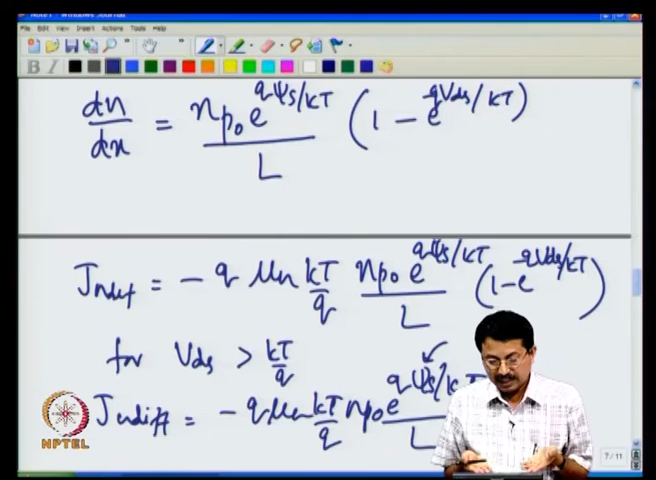 Note1 - Windows Journal
File Edit View Insert Actions Tools Help
B I
dn/dx = n_p0 e^(qψs/kT) / L (1 - e^(qVds/kT))
Jndiff = - q μn kT/q n_p0 e^(qψs/kT) / L (1 - e^(-qVds/kT))
for Vds > kT/q
Jndiff = - q μn kT/q n_p0 e^(qψs/kT) / L
NPTEL
7 / 11